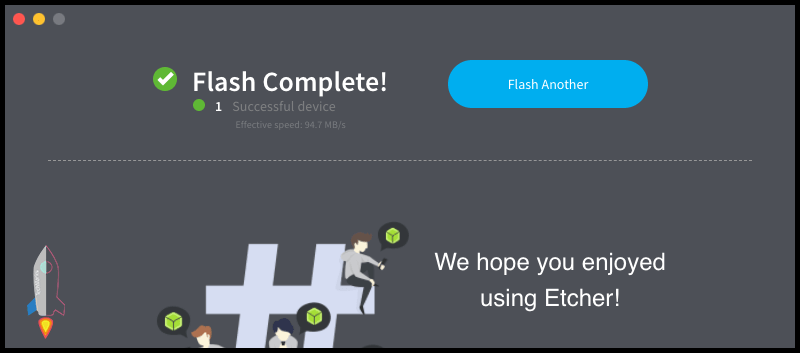 Flash Complete!
1 Successful device
Effective speed: 94.7 MB/s
Flash Another
We hope you enjoyed
using Etcher!